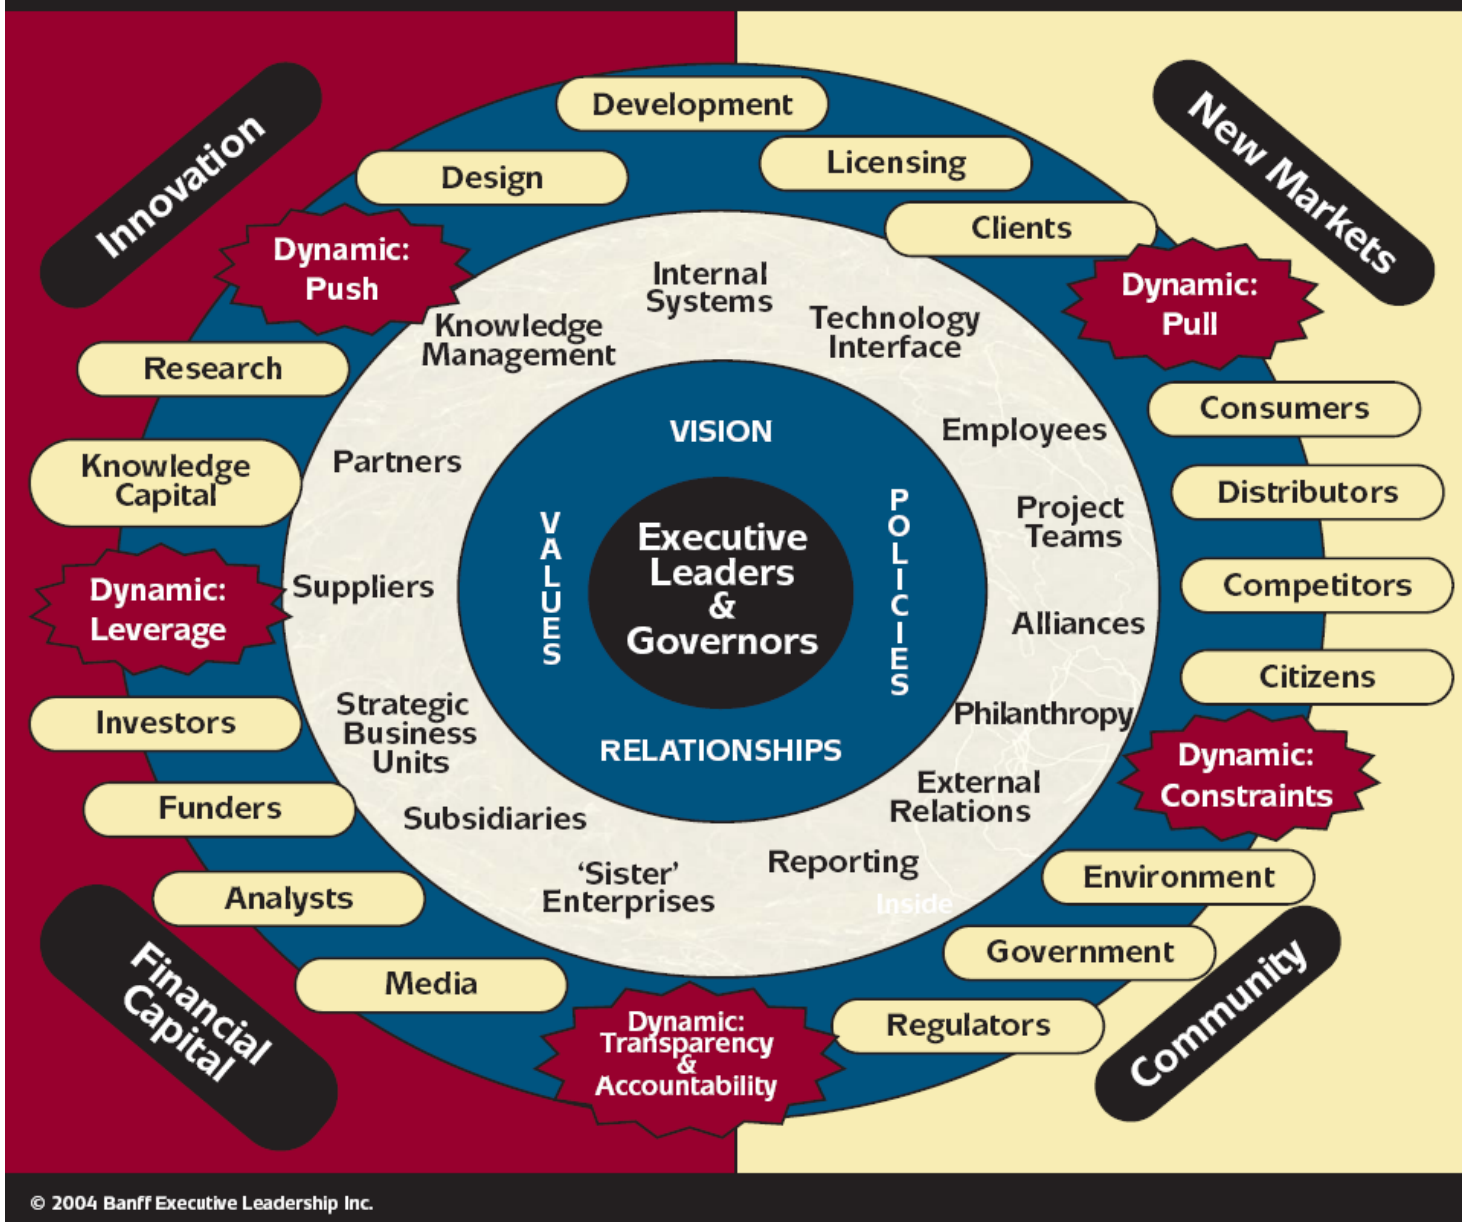 Innovation
New Markets
Development
Design
Licensing
Clients
Dynamic:
Push
Dynamic:
Pull
Internal
Systems
Knowledge
Management
Technology
Interface
Research
Consumers
Knowledge
Capital
Partners
VISION
Employees
Distributors
VALUES
Executive
Leaders
&
Governors
POLICIES
Project
Teams
Dynamic:
Leverage
Suppliers
Alliances
Competitors
Citizens
Investors
Strategic
Business
Units
RELATIONSHIPS
Philanthropy
Dynamic:
Constraints
Funders
Subsidiaries
External
Relations
Analysts
‘Sister’
Enterprises
Reporting
Inside
Environment
Financial
Capital
Media
Government
Community
Dynamic:
Transparency
&
Accountability
Regulators
© 2004 Banff Executive Leadership Inc.